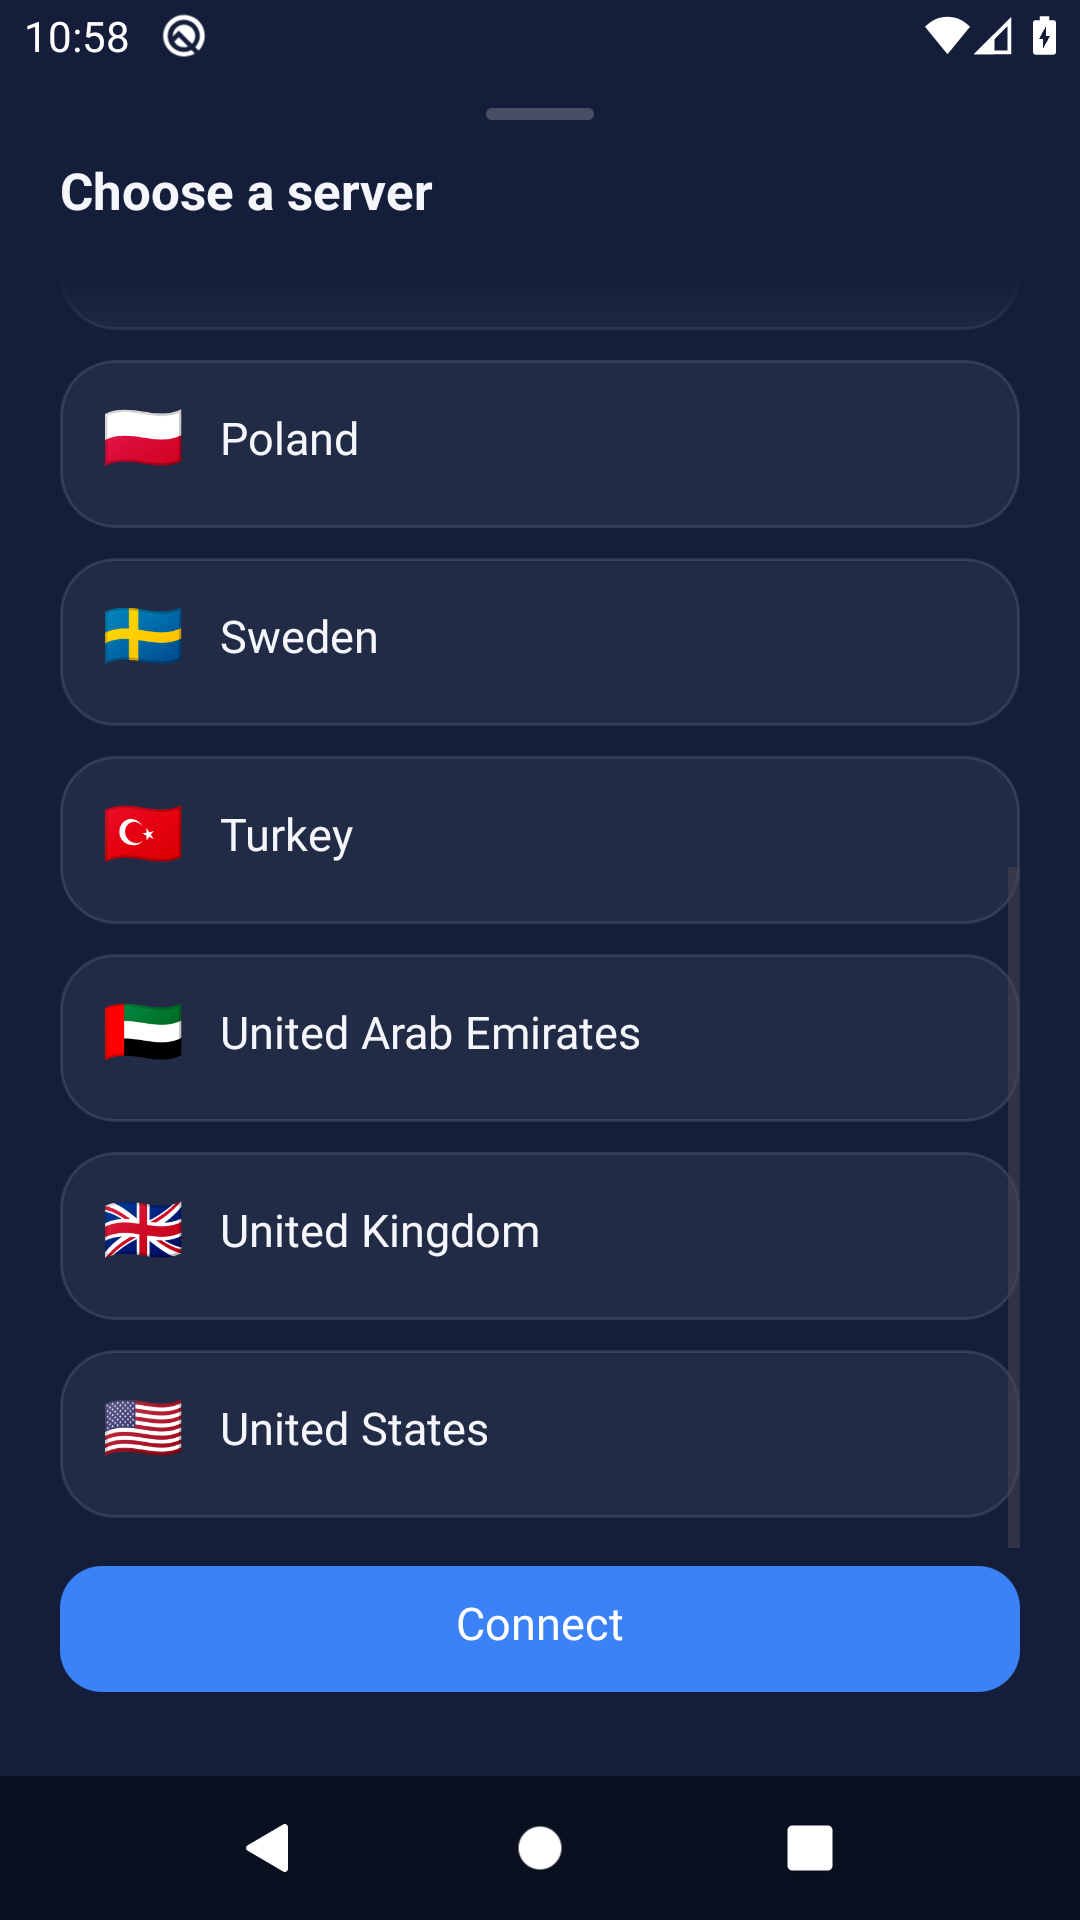 10:58
Choose a server
Poland
Sweden
Turkey
United Arab Emirates
United Kingdom
United States
Connect